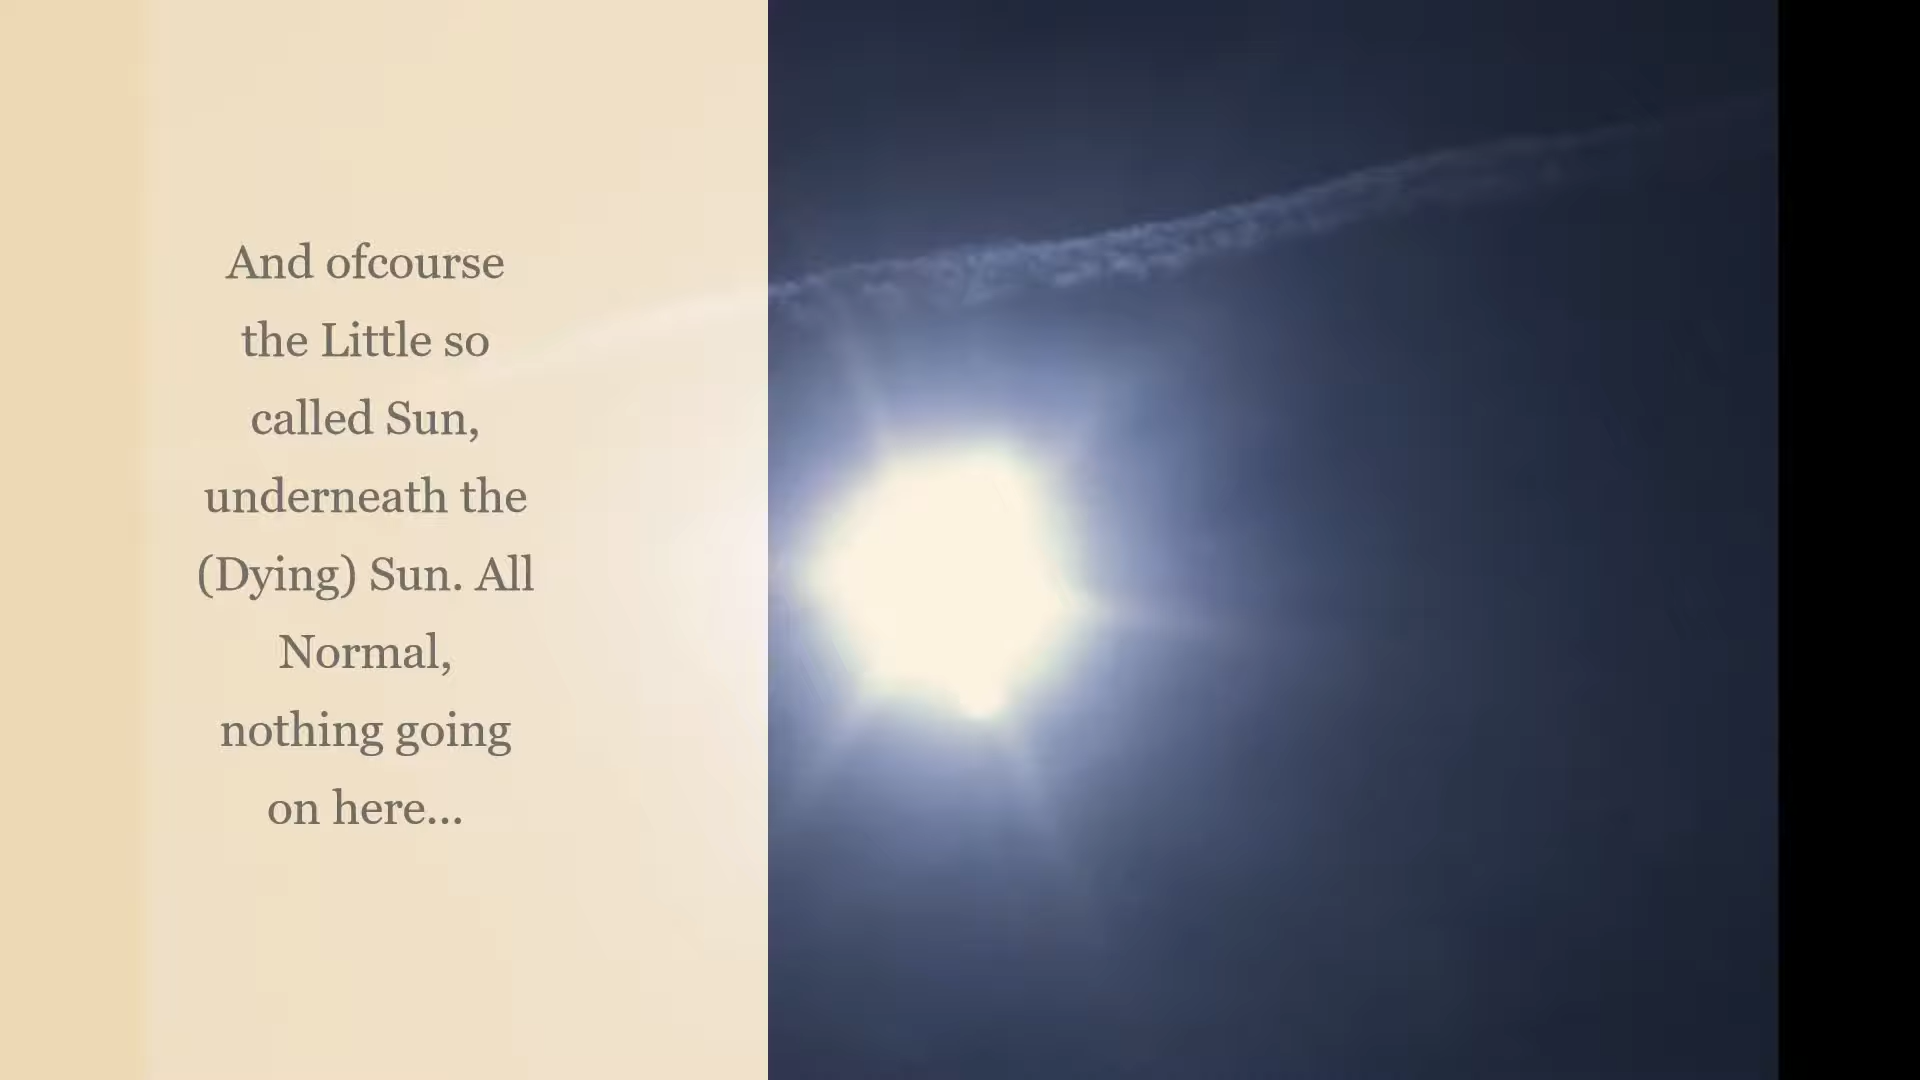 And ofcourse
the Little so
called Sun,
underneath the
(Dying) Sun. All
Normal,
nothing going
on here...